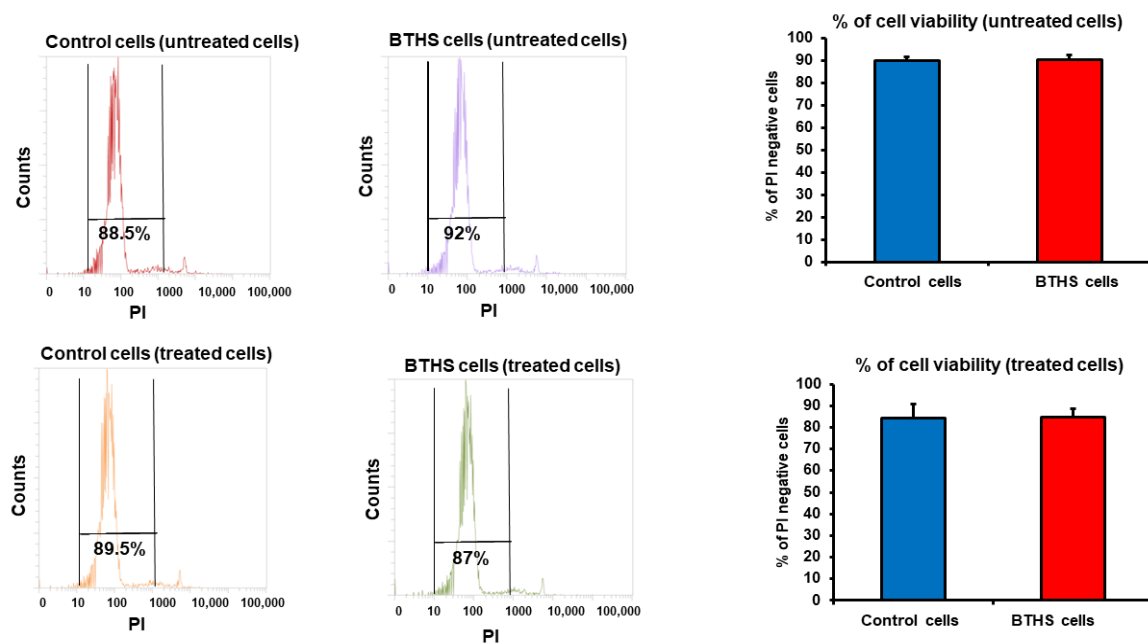 Control cells (untreated cells)
Counts
88.5%
0 10 100 1000 10,000 100,000
PI
BTHS cells (untreated cells)
Counts
92%
0 10 100 1000 10,000 100,000
PI
% of cell viability (untreated cells)
% of PI negative cells
100
90
80
70
60
50
40
30
20
10
0
Control cells BTHS cells
Control cells (treated cells)
Counts
89.5%
0 10 100 1000 10,000 100,000
PI
BTHS cells (treated cells)
Counts
87%
0 10 100 1000 10,000 100,000
PI
% of cell viability (treated cells)
% of PI negative cells
100
90
80
70
60
50
40
30
20
10
0
Control cells BTHS cells